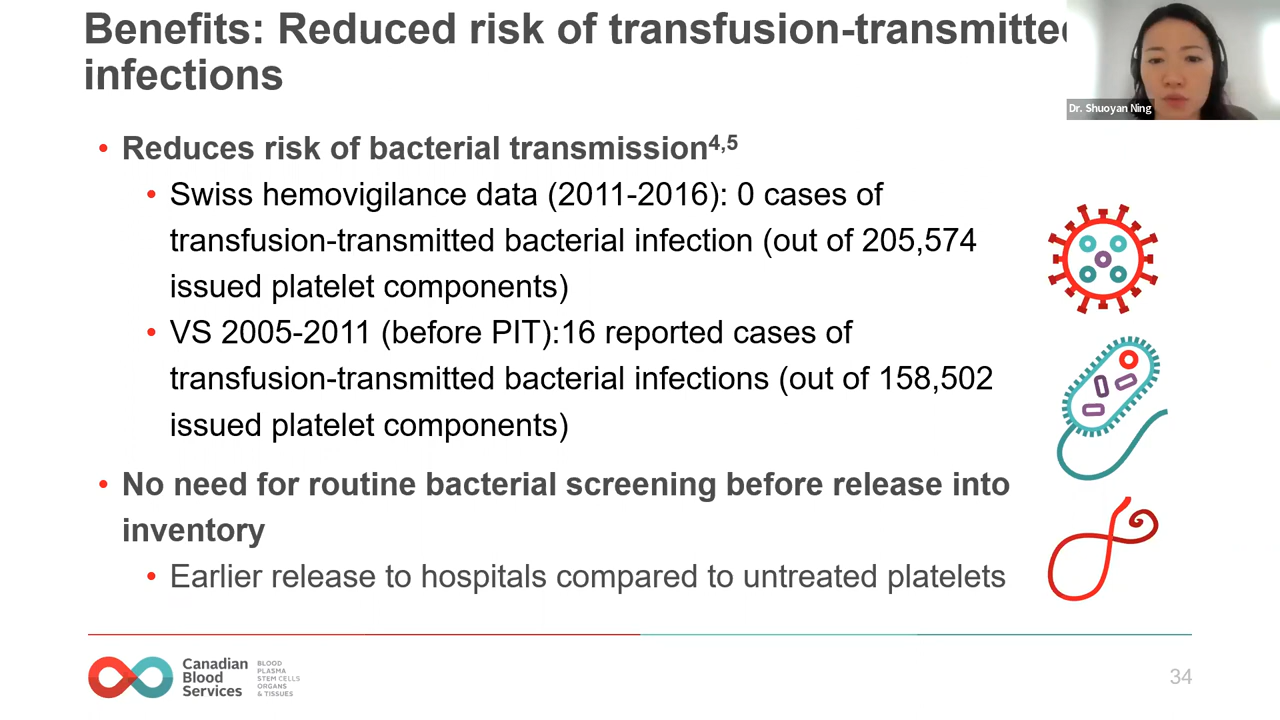 Benefits: Reduced risk of transfusion-transmitted
infections
Dr. Shuoyan Ning
• Reduces risk of bacterial transmission4,5
• Swiss hemovigilance data (2011-2016): 0 cases of
transfusion-transmitted bacterial infection (out of 205,574
issued platelet components)
• VS 2005-2011 (before PIT):16 reported cases of
transfusion-transmitted bacterial infections (out of 158,502
issued platelet components)
• No need for routine bacterial screening before release into
inventory
• Earlier release to hospitals compared to untreated platelets
Canadian
Blood
Services
BLOOD
PLASMA
STEM CELLS
ORGANS
& TISSUES
34